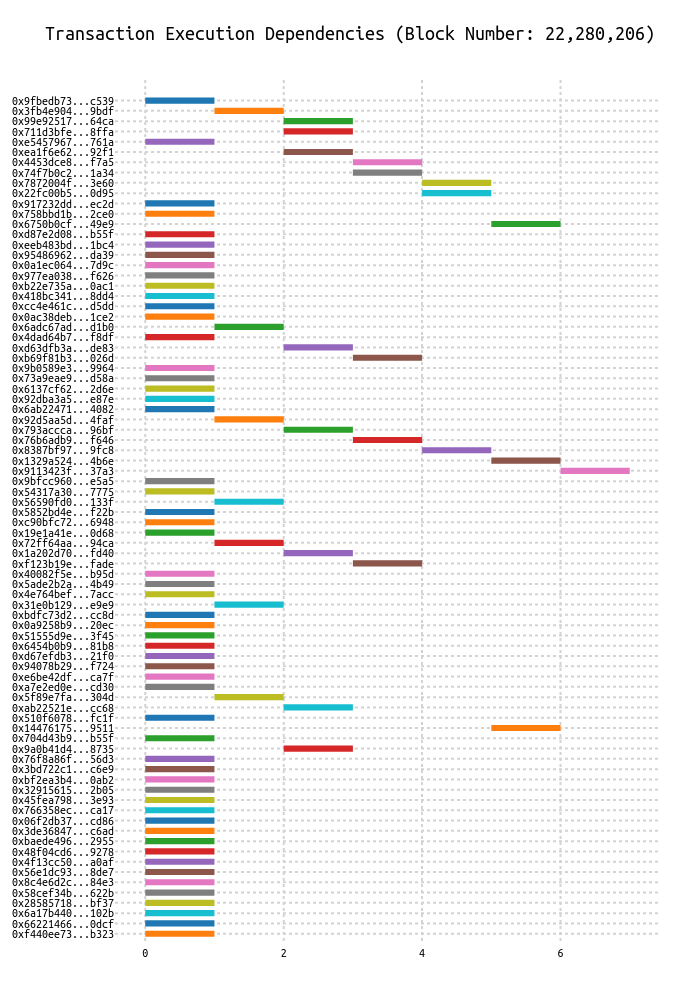 Transaction Execution Dependencies (Block Number: 22,280,206)
0x9fbedb73...c539
0x3fb4e904...9bdf
0x99e92517...64ca
0x711d3bfe...8ffa
0xe5457967...761a
0xea1f6e62...92f1
0x4453dce8...f7a5
0x74f7b0c2...1a34
0x7872004f...3e60
0x22fc00b5...0d95
0x917232dd...ec2d
0x758bbd1b...2ce0
0x6750b0cf...49e9
0xd87e2d08...b55f
0xeeb483bd...1bc4
0x95486962...da39
0x0a1ec064...7d9c
0x977ea038...f626
0xb22e735a...0ac1
0x418bc341...8dd4
0xcc4e461c...d5dd
0x0ac38deb...1ce2
0x6adc67ad...d1b0
0x4dad64b7...f8df
0xd63dfb3a...de83
0xb69f81b3...026d
0x9b0589e3...9964
0x73a9eae9...d58a
0x6137cf62...2d6e
0x92dba3a5...e87e
0x6ab22471...4082
0x92d5aa5d...4faf
0x793accca...96bf
0x76b6adb9...f646
0x8387bf97...9fc8
0x1329a524...4b6e
0x9113423f...37a3
0x9bfcc960...e5a5
0x54317a30...7775
0x56590fd0...133f
0x5852bd4e...f22b
0xc90bfc72...6948
0x19e1a41e...0d68
0x72ff64aa...94ca
0x1a202d70...fd40
0xf123b19e...fade
0x40082f5e...b95d
0x5ade2b2a...4b49
0x4e764bef...7acc
0x31e0b129...e9e9
0xbdfc73d2...cc8d
0x0a9258b9...20ec
0x51555d9e...3f45
0x6454b0b9...81b8
0xd67efdb3...21f0
0x94078b29...f724
0xe6be42df...ca7f
0xa7e2ed0e...cd30
0x5f89e7fa...304d
0xab22521e...cc68
0x510f6078...fc1f
0x14476175...9511
0x704d43b9...b55f
0x9a0b41d4...8735
0x76f8a86f...56d3
0x3bd722c1...c6e9
0xbf2ea3b4...0ab2
0x32915615...2b05
0x45fea798...3e93
0x766358ec...ca17
0x06f2db37...cd86
0x3de36847...c6ad
0xbaede496...2955
0x48f04cd6...9278
0x4f13cc50...a0af
0x56e1dc93...8de7
0x8c4e6d2c...84e3
0x58cef34b...622b
0x28585718...bf37
0x6a17b440...102b
0x66221466...0dcf
0xf440ee73...b323
0 2 4 6